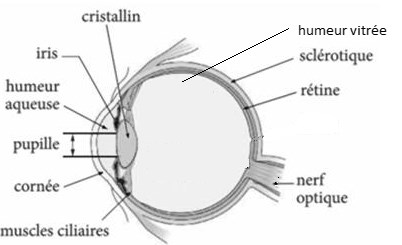 cristallin
iris
humeur
aqueuse
pupille
cornée
muscles ciliaires
humeur vitrée
sclérotique
rétine
nerf
optique